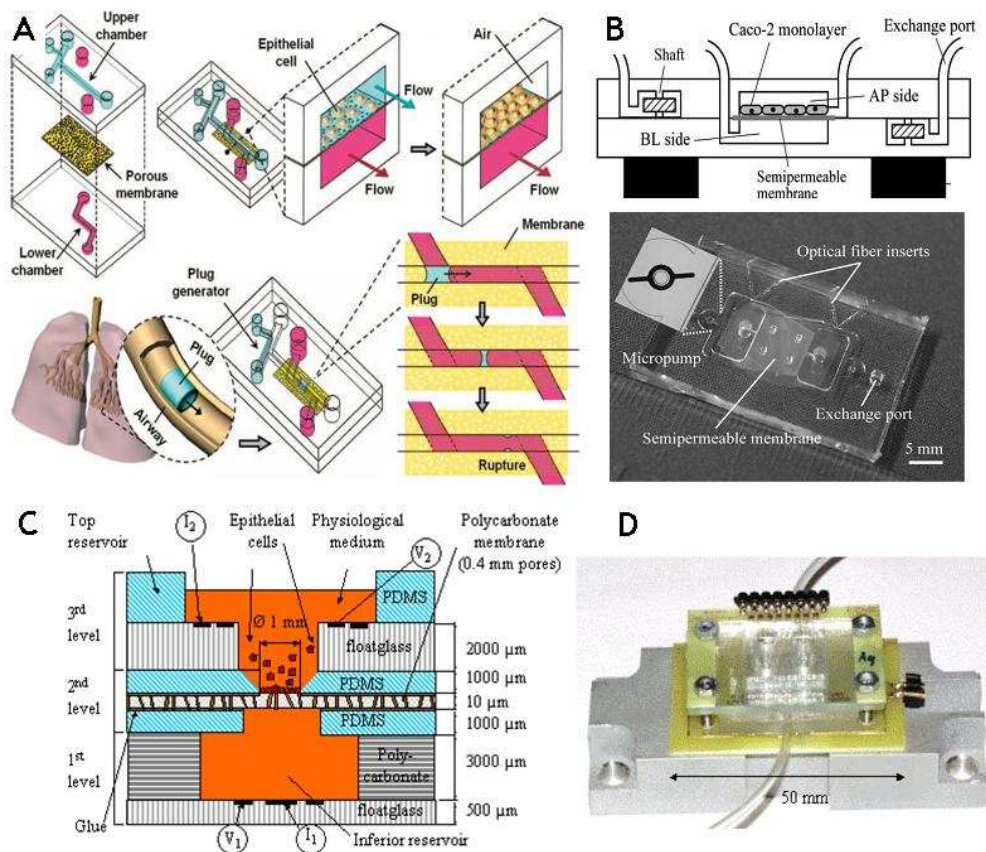 A
Upper
chamber
Porous
membrane
Lower
chamber
Epithelial
cell
Flow
Flow
Air
Flow
Plug
generator
Plug
Airway
Membrane
Plug
Rupture
B
Caco-2 monolayer
Exchange port
Shaft
AP side
BL side
Semipermeable
membrane
Optical fiber inserts
Micropump
Exchange port
Semipermeable membrane
5 mm
C
Top
reservoir
I2
Epithelial
cells
Physiological
medium
V2
Polycarbonate
membrane
(0.4 mm pores)
PDMS
3rd
level
Ø 1 mm
floatglass
2000 µm
2nd
level
PDMS
1000 µm
10 µm
PDMS
1000 µm
1st
level
Poly-
carbonate
3000 µm
floatglass
500 µm
Glue
V1
I1
Inferior reservoir
D
Ag
50 mm